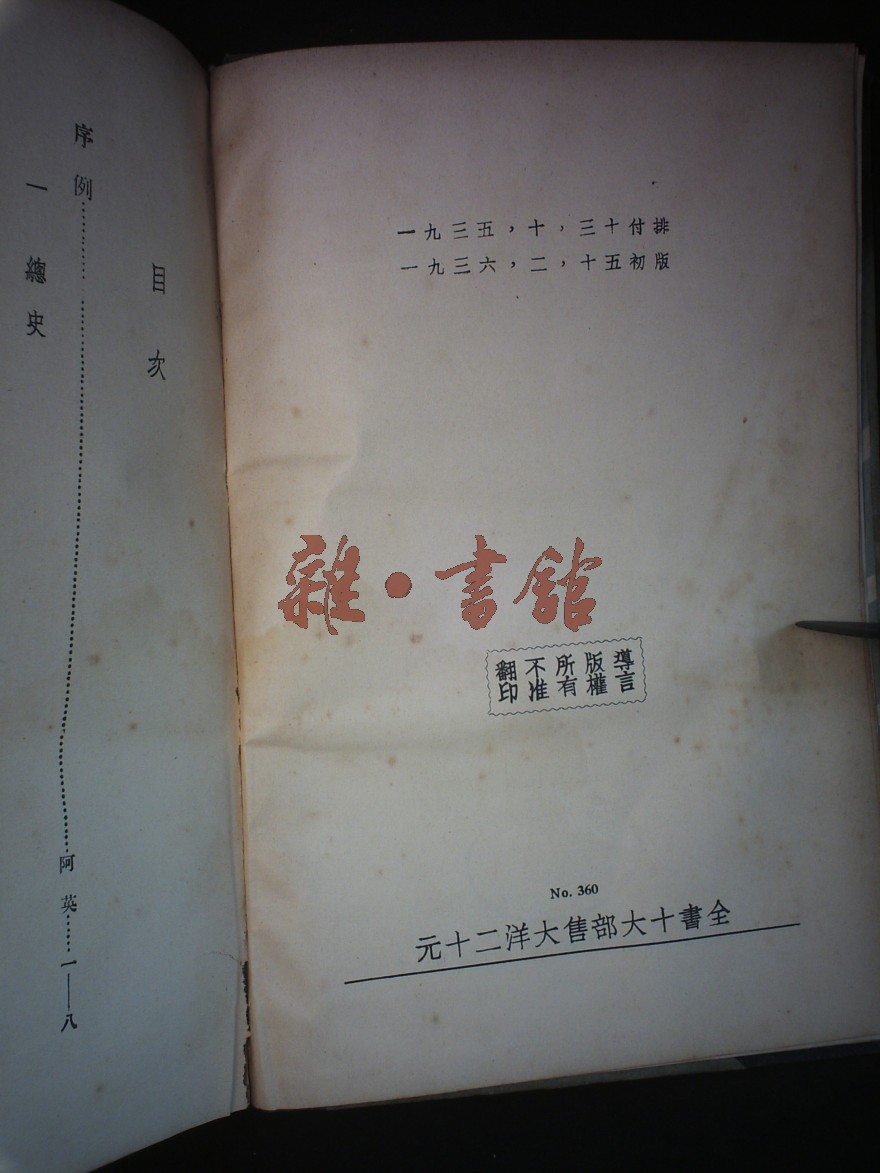 一九三五，十，三十付排
一九三六，二，十五初版
雜•書館
導言
版權
所有
不准
翻印
No. 360
全書十大部售大洋二十元
目次
序例……………阿英……一——八
一 總史